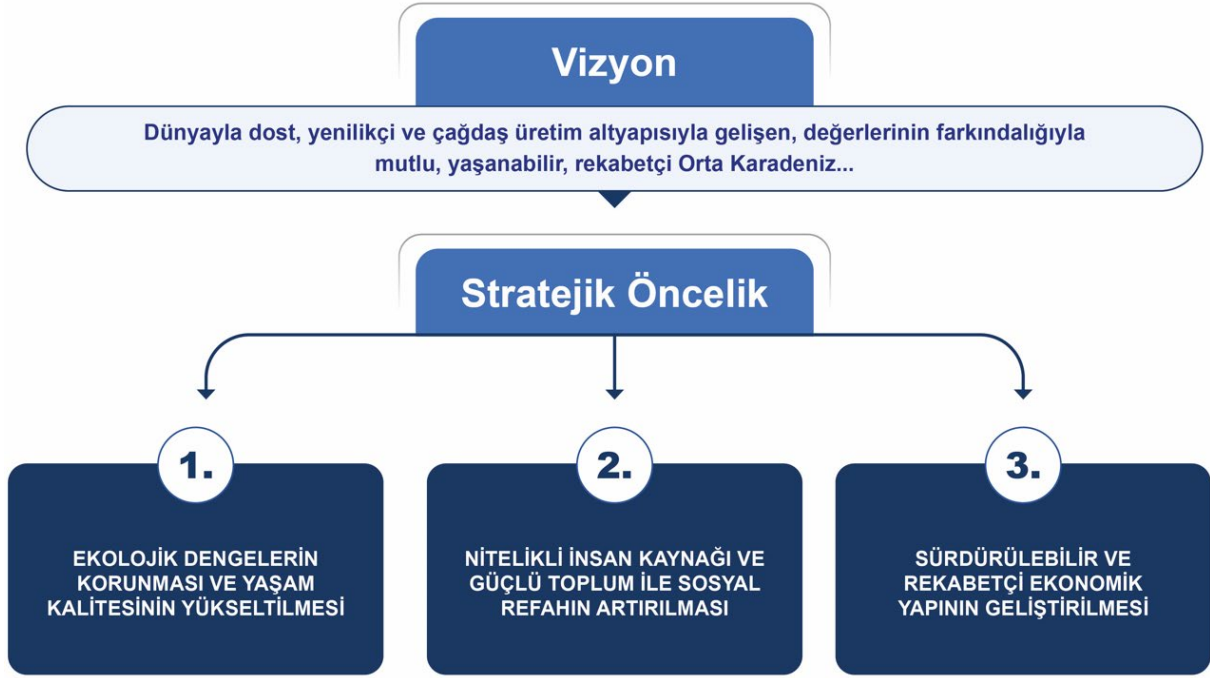 Vizyon
Dünyayla dost, yenilikçi ve çağdaş üretim altyapısıyla gelişen, değerlerinin farkındalığıyla
mutlu, yaşanabilir, rekabetçi Orta Karadeniz...
Stratejik Öncelik
1.
EKOLOJİK DENGELERİN
KORUNMASI VE YAŞAM
KALİTESİNİN YÜKSELTİLMESİ
2.
NİTELİKLİ İNSAN KAYNAĞI VE
GÜÇLÜ TOPLUM İLE SOSYAL
REFAHIN ARTIRILMASI
3.
SÜRDÜRÜLEBİLİR VE
REKABETÇİ EKONOMİK
YAPININ GELİŞTİRİLMESİ